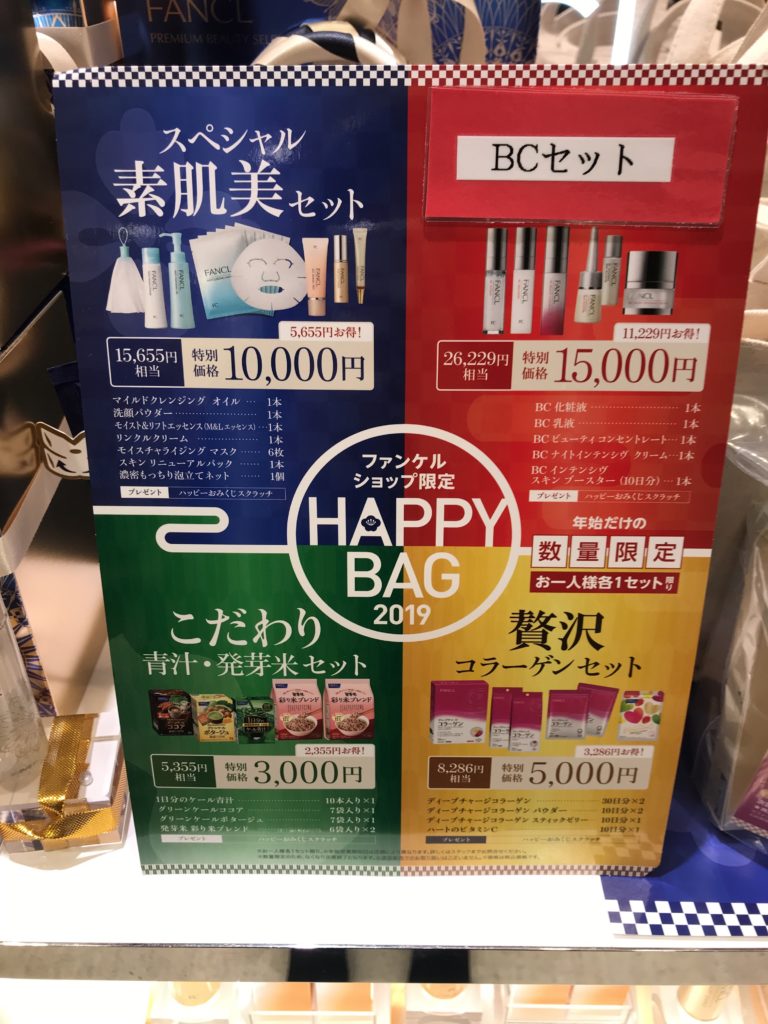 FANCL
PREMIUM BEAUTY SEL
スペシャル
素肌美セット
FANCL
5,655円お得!
15,655円相当
特別価格 10,000円
マイルドクレンジング オイル … 1本
洗顔パウダー … 1本
モイスト&リフトエッセンス(M&Lエッセンス) … 1本
リンクルクリーム … 1本
モイスチャライジング マスク … 6枚
スキン リニューアルパック … 1本
濃密もっちり泡立てネット … 1個
プレゼント ハッピーおみくじスクラッチ
BCセット
11,229円お得!
26,229円相当
特別価格 15,000円
BC 化粧液 … 1本
BC 乳液 … 1本
BC ビューティ コンセントレート … 1本
BC ナイトインテンシヴ クリーム … 1本
BC インテンシヴ
スキン ブースター (10日分) … 1本
プレゼント ハッピーおみくじスクラッチ
ファンケル
ショップ限定
HAPPY
BAG
2019
年始だけの
数量限定
お一人様各1セット限り
こだわり
青汁・発芽米セット
2,355円お得!
5,355円相当
特別価格 3,000円
1日分のケール青汁 … 10本入り×1
グリーンケールココア … 7袋入り×1
グリーンケールポタージュ … 7袋入り×1
発芽米 彩り米ブレンド … 6袋入り×2
プレゼント ハッピーおみくじスクラッチ
贅沢
コラーゲンセット
3,286円お得!
8,286円相当
特別価格 5,000円
ディープチャージコラーゲン … 30日分×2
ディープチャージコラーゲン パウダー … 10日分×2
ディープチャージコラーゲン スティックゼリー … 10日分×1
ハートのビタミンC … 10日分×1
プレゼント ハッピーおみくじスクラッチ